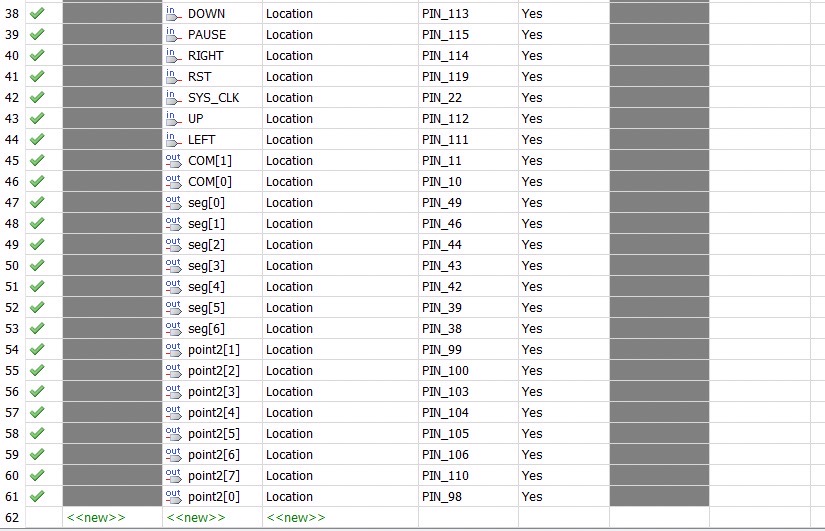 38 in DOWN Location PIN_113 Yes
39 in PAUSE Location PIN_115 Yes
40 in RIGHT Location PIN_114 Yes
41 in RST Location PIN_119 Yes
42 in SYS_CLK Location PIN_22 Yes
43 in UP Location PIN_112 Yes
44 in LEFT Location PIN_111 Yes
45 out COM[1] Location PIN_11 Yes
46 out COM[0] Location PIN_10 Yes
47 out seg[0] Location PIN_49 Yes
48 out seg[1] Location PIN_46 Yes
49 out seg[2] Location PIN_44 Yes
50 out seg[3] Location PIN_43 Yes
51 out seg[4] Location PIN_42 Yes
52 out seg[5] Location PIN_39 Yes
53 out seg[6] Location PIN_38 Yes
54 out point2[1] Location PIN_99 Yes
55 out point2[2] Location PIN_100 Yes
56 out point2[3] Location PIN_103 Yes
57 out point2[4] Location PIN_104 Yes
58 out point2[5] Location PIN_105 Yes
59 out point2[6] Location PIN_106 Yes
60 out point2[7] Location PIN_110 Yes
61 out point2[0] Location PIN_98 Yes
62 <<new>> <<new>> <<new>>